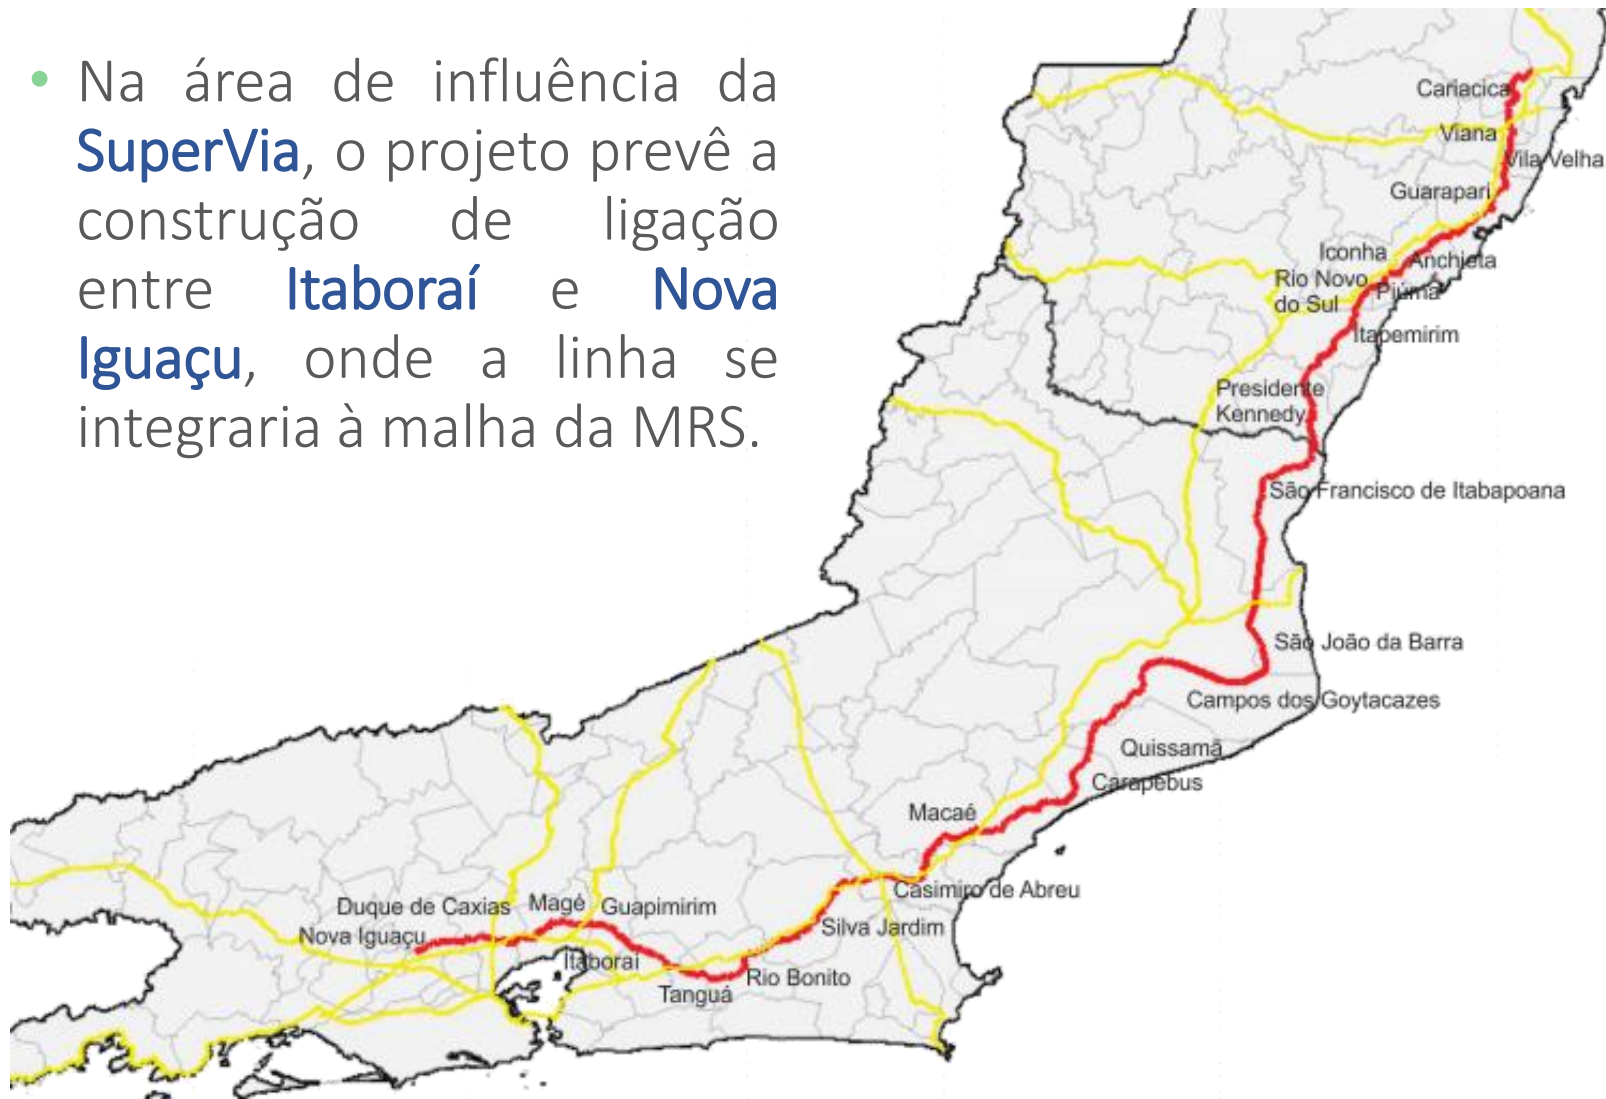 • Na área de influência da
SuperVia, o projeto prevê a
construção de ligação
entre Itaboraí e Nova
Iguaçu, onde a linha se
integraria à malha da MRS.
Cariacica
Viana
Vila Velha
Guarapari
Iconha
Anchieta
Rio Novo
do Sul
Piúma
Itapemirim
Presidente
Kennedy
São Francisco de Itabapoana
São João da Barra
Campos dos Goytacazes
Quissamã
Carapebus
Macaé
Casimiro de Abreu
Duque de Caxias
Magé
Guapimirim
Silva Jardim
Nova Iguaçu
Itaboraí
Rio Bonito
Tanguá